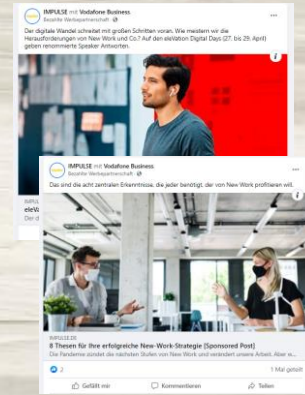 IMPULSE mit Vodafone Business.
Bezahlte Werbepartnerschaft
Der digitale Wandel schreitet mit großen Schritten voran. Wie meistern wir die
Herausforderungen von New Work und Co.? Auf den eleVation Digital Days (27. bis 29. April)
geben renommierte Speaker Antworten.
IMPU
eleVa
Der d
IMPULSE mit Vodafone Business.
Bezahlte Werbepartnerschaft
Das sind die acht zentralen Erkenntnisse, die jeder benötigt, der von New Work profitieren will.
IMPULSE.DE
8 Thesen für Ihre erfolgreiche New-Work-Strategie [Sponsored Post]
Die Pandemie zündet die nächsten Stufen von New Work und verändert unsere Arbeit. Aber w...
2
1 Mal geteilt
Gefällt mir
Kommentieren
Teilen